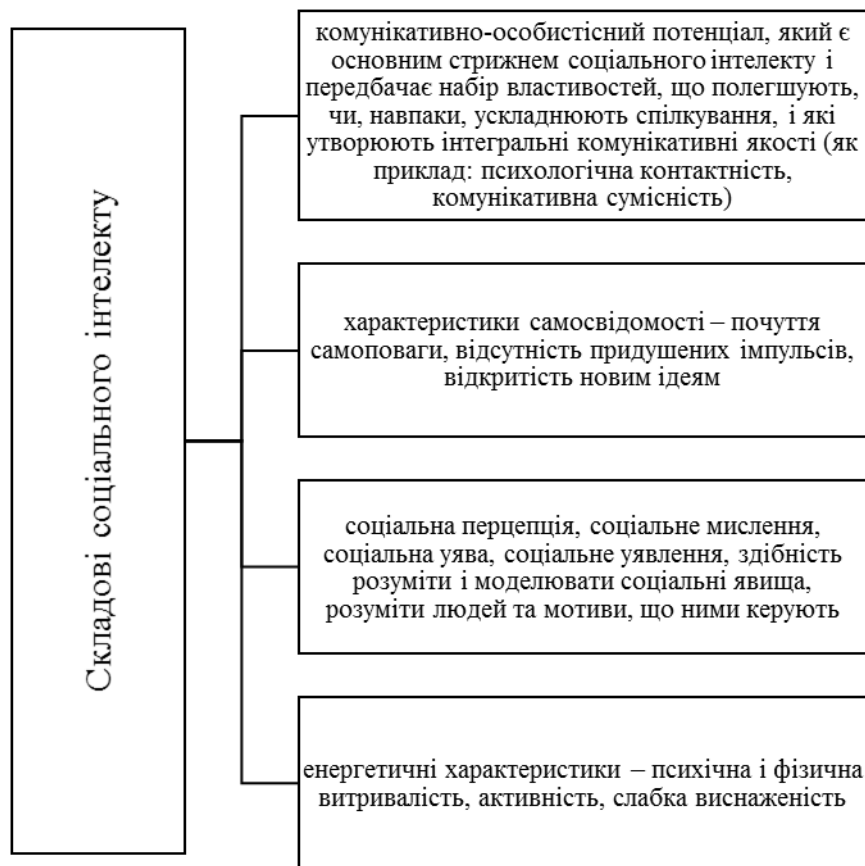 Складові соціального інтелекту
комунікативно-особистісний потенціал, який є
основним стрижнем соціального інтелекту і
передбачає набір властивостей, що полегшують,
чи, навпаки, ускладнюють спілкування, і які
утворюють інтегральні комунікативні якості (як
приклад: психологічна контактність,
комунікативна сумісність)
характеристики самосвідомості – почуття
самоповаги, відсутність придушених імпульсів,
відкритість новим ідеям
соціальна перцепція, соціальне мислення,
соціальна уява, соціальне уявлення, здібність
розуміти і моделювати соціальні явища,
розуміти людей та мотиви, що ними керують
енергетичні характеристики – психічна і фізична
витривалість, активність, слабка виснаженість